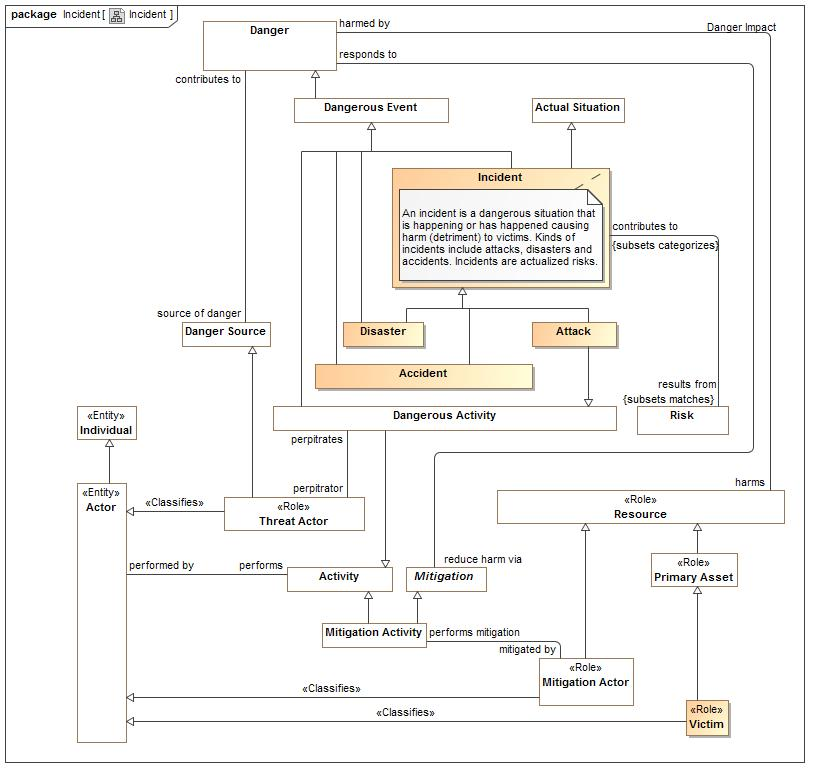 package Incident[ Incident ]
Danger
harmed by
Danger Impact
responds to
contributes to
Dangerous Event
Actual Situation
Incident
An incident is a dangerous situation that
is happening or has happened causing
harm (detriment) to victims. Kinds of
incidents include attacks, disasters and
accidents. Incidents are actualized risks.
contributes to
{subsets categorizes}
source of danger
Danger Source
Disaster
Attack
Accident
results from
{subsets matches}
Dangerous Activity
Risk
«Entity»
Individual
perpitrates
perpitrator
harms
«Entity»
Actor
«Classifies»
«Role»
Threat Actor
«Role»
Resource
performed by
performs
Activity
reduce harm via
Mitigation
«Role»
Primary Asset
Mitigation Activity
performs mitigation
mitigated by
«Role»
Mitigation Actor
«Classifies»
«Classifies»
«Role»
Victim